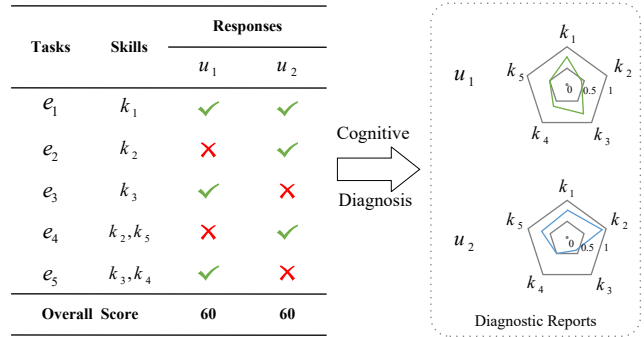 Tasks Skills Responses
u1 u2
e1 k1
e2 k2
e3 k3
e4 k2,k5
e5 k3,k4
Overall Score 60 60
Cognitive
Diagnosis
u1
k1
k5 k2
0 0.5 1
k4 k3
u2
k1
k5 k2
0 0.5 1
k4 k3
Diagnostic Reports